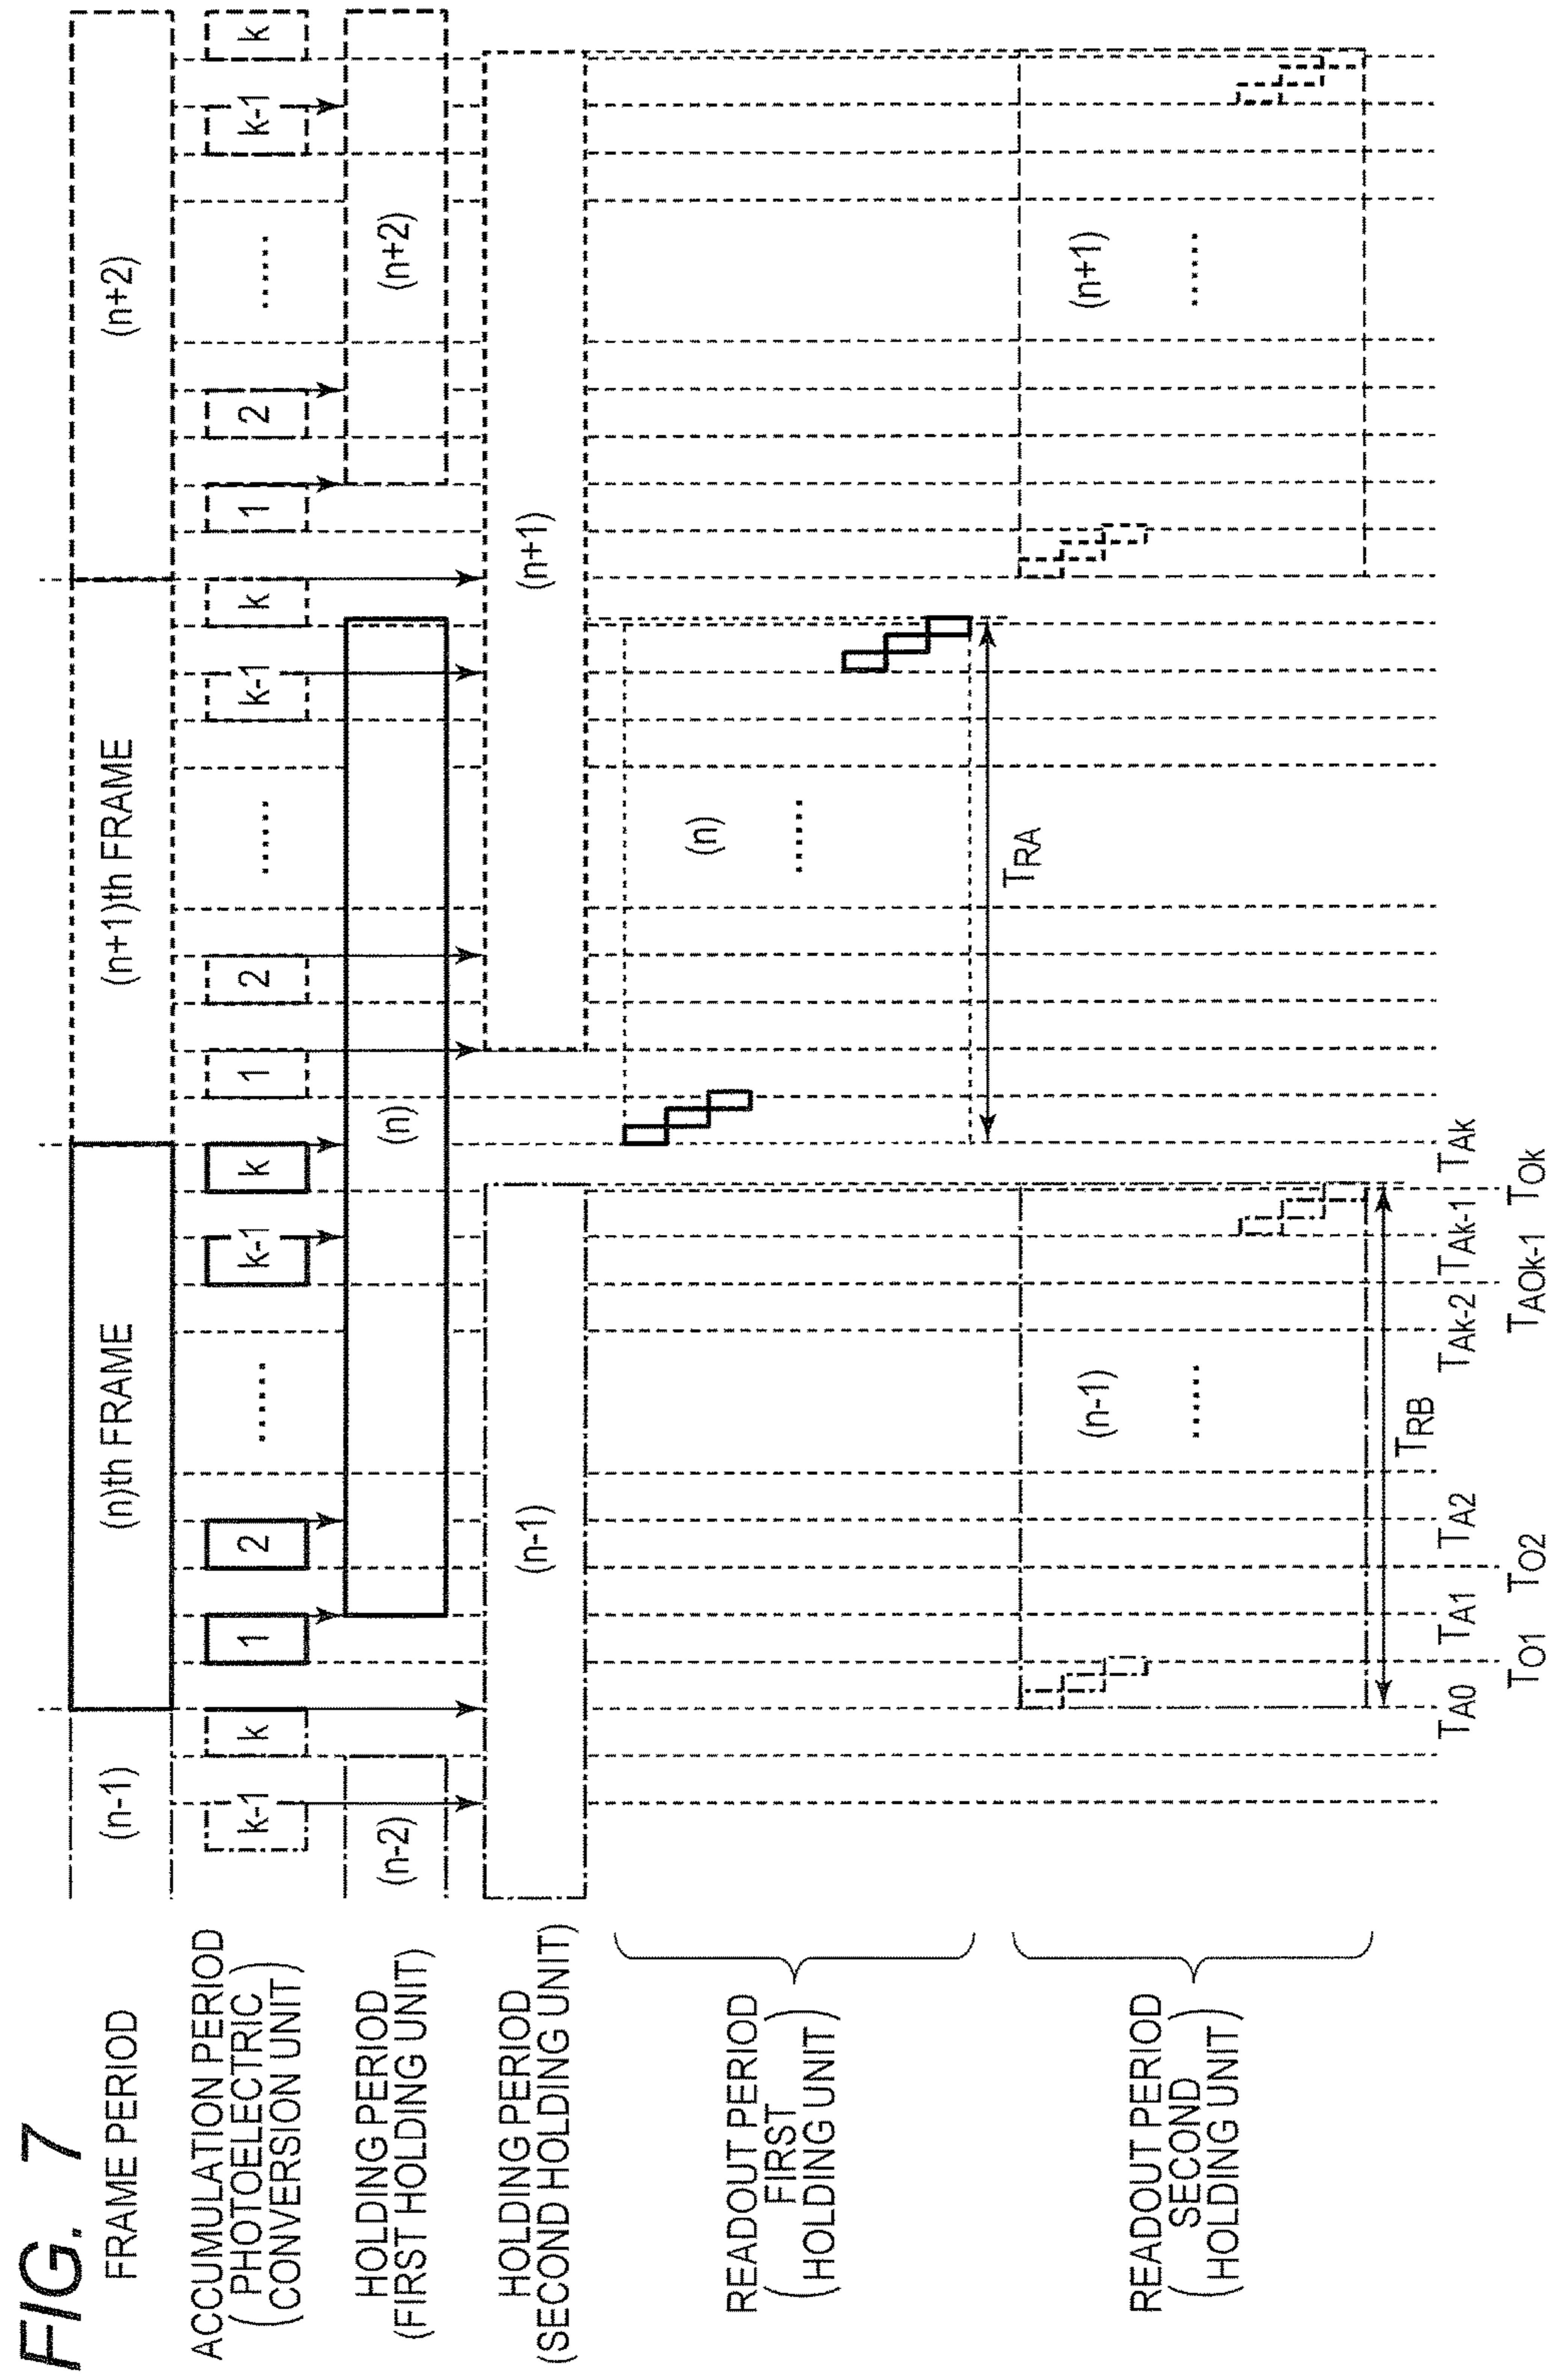 FIG. 7
FRAME PERIOD
(n-1)
(n)th FRAME
(n+1)th FRAME
(n+2)
ACCUMULATION PERIOD
(PHOTOELECTRIC
CONVERSION UNIT)
k-1
k
1
2
......
k-1
k
1
2
......
k-1
k
1
2
......
k-1
k
HOLDING PERIOD
(FIRST HOLDING UNIT)
(n-2)
(n)
(n+2)
HOLDING PERIOD
(SECOND HOLDING UNIT)
(n-1)
(n+1)
READOUT PERIOD
(FIRST
HOLDING UNIT)
(n)
......
TRA
READOUT PERIOD
(SECOND
HOLDING UNIT)
(n-1)
......
(n+1)
......
TRB
TA0
TA1
TA2
TAk-2
TAk-1
TAk
TO1
TO2
TAOk-1
TOk